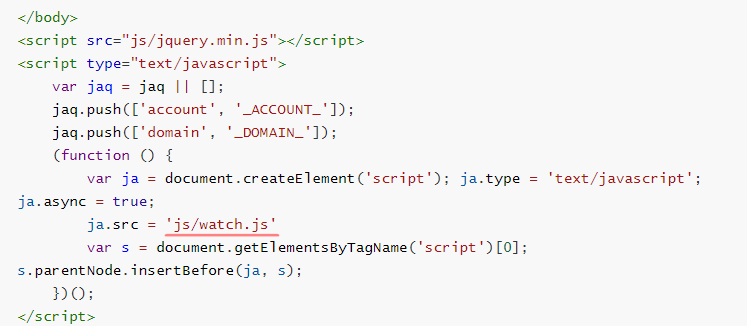 </body>
<script src="js/jquery.min.js"></script>
<script type="text/javascript">
    var jaq = jaq || [];
    jaq.push(['account', '_ACCOUNT_']);
    jaq.push(['domain', '_DOMAIN_']);
    (function () {
        var ja = document.createElement('script'); ja.type = 'text/javascript';
ja.async = true;
        ja.src = 'js/watch.js'
        var s = document.getElementsByTagName('script')[0];
s.parentNode.insertBefore(ja, s);
    })();
</script>